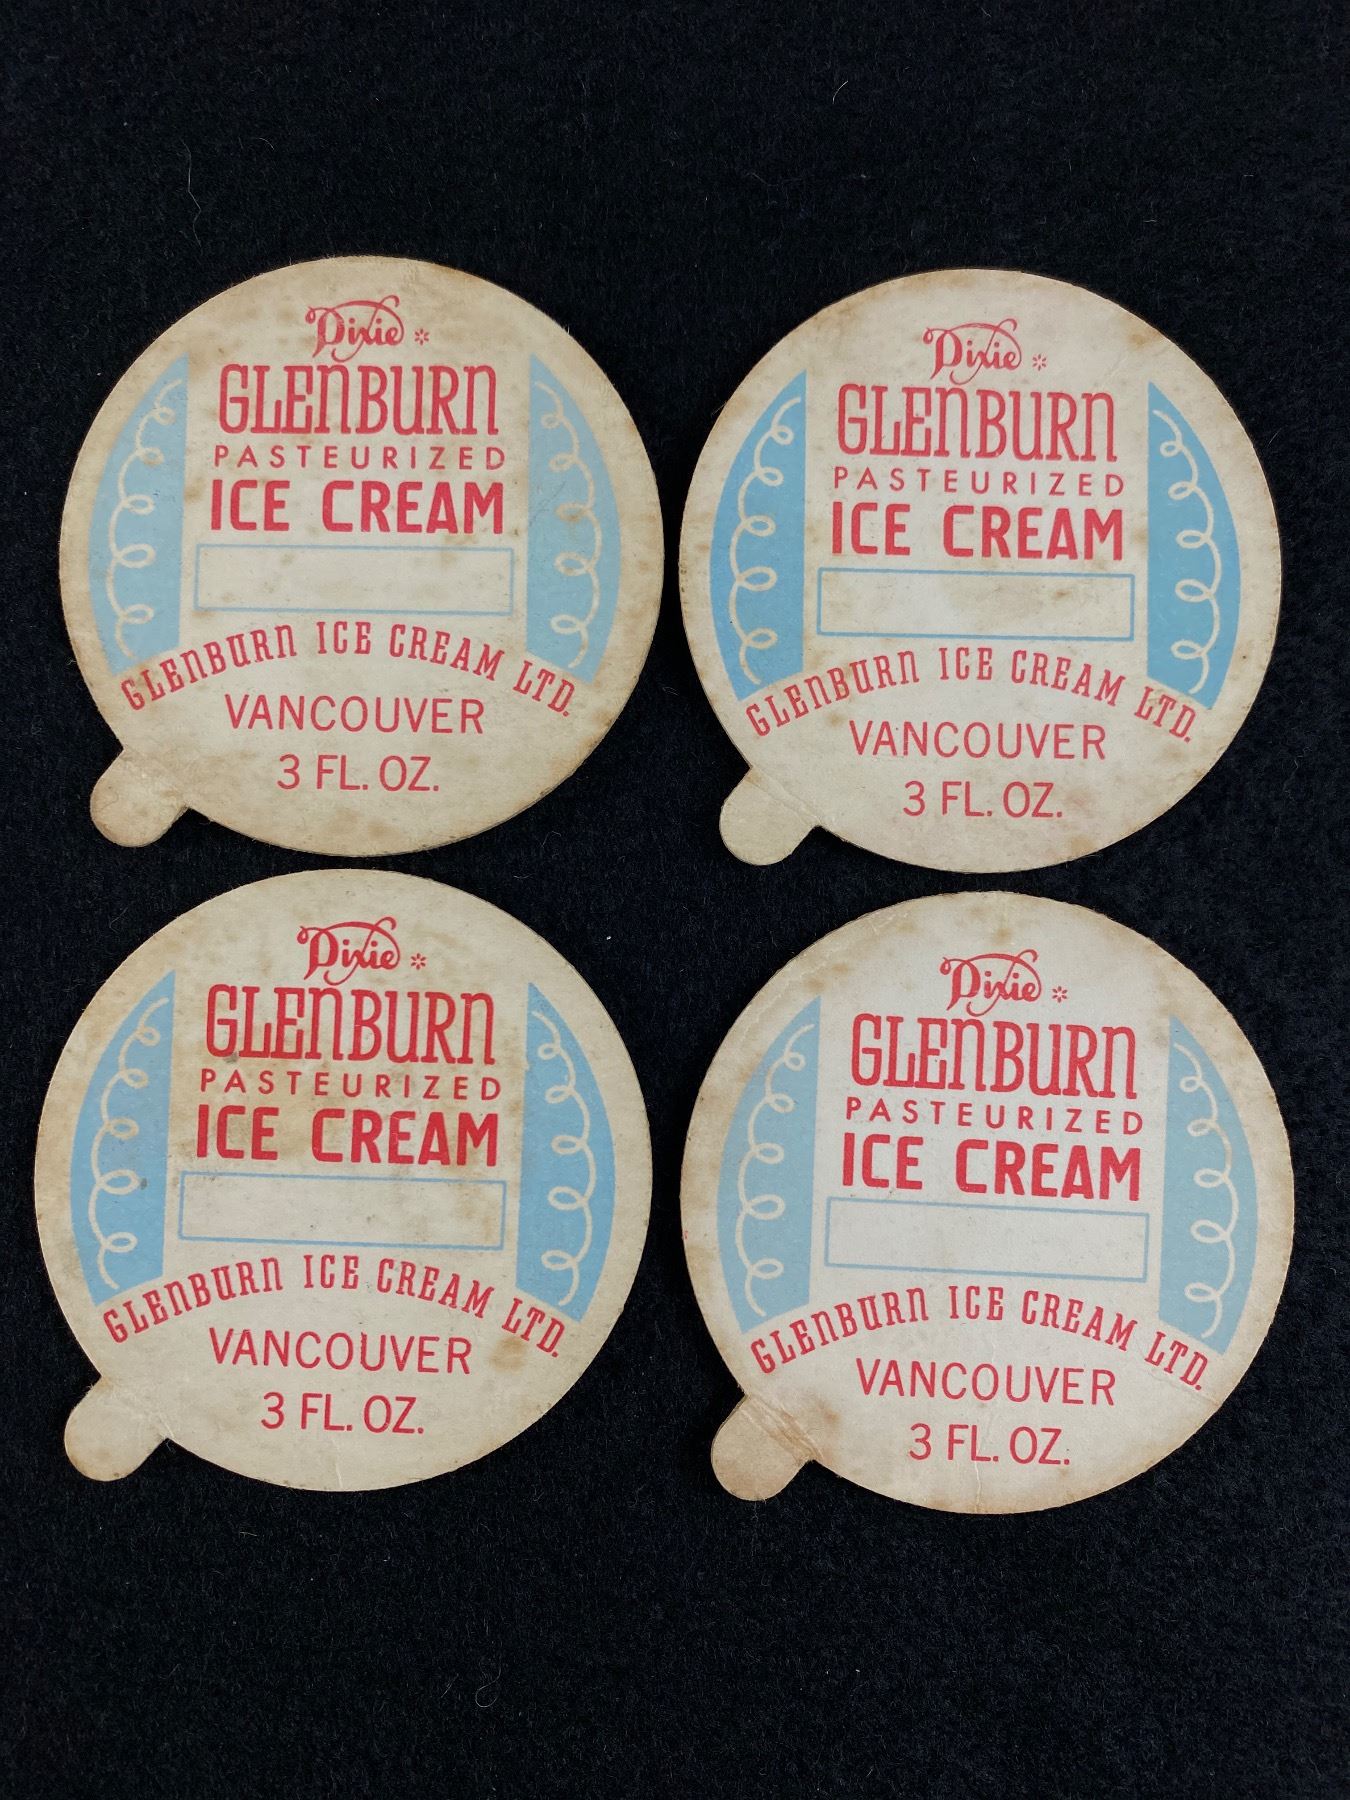 Dixie *
GLENBURN
PASTEURIZED
ICE CREAM
GLENBURN ICE CREAM LTD.
VANCOUVER
3 FL. OZ.
Dixie *
GLENBURN
PASTEURIZED
ICE CREAM
GLENBURN ICE CREAM LTD.
VANCOUVER
3 FL. OZ.
Dixie *
GLENBURN
PASTEURIZED
ICE CREAM
GLENBURN ICE CREAM LTD.
VANCOUVER
3 FL. OZ.
Dixie *
GLENBURN
PASTEURIZED
ICE CREAM
GLENBURN ICE CREAM LTD.
VANCOUVER
3 FL. OZ.